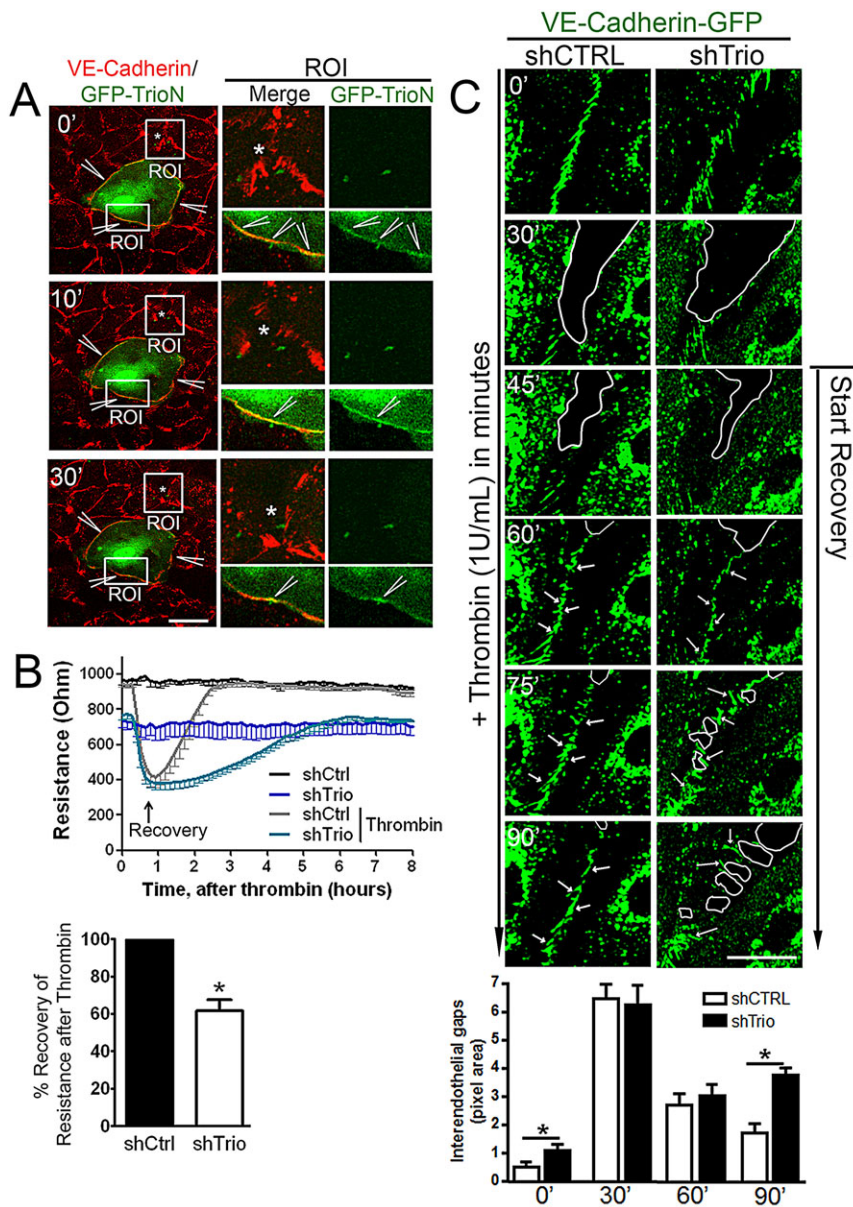 A
VE-Cadherin/
GFP-TrioN
ROI
Merge
GFP-TrioN
0'
*
ROI
ROI
*
10'
*
ROI
ROI
*
30'
*
ROI
ROI
*
B
Resistance (Ohm)
1000
800
600
400
200
0
Recovery
shCtrl
shTrio
shCtrl
shTrio
Thrombin
0 1 2 3 4 5 6 7 8
Time, after thrombin (hours)
% Recovery of
Resistance after Thrombin
100
80
60
40
20
0
*
shCtrl
shTrio
C
VE-Cadherin-GFP
shCTRL
shTrio
+ Thrombin (1U/mL) in minutes
0'
30'
45'
60'
75'
90'
Start Recovery
Interendothelial gaps
(pixel area)
7
6
5
4
3
2
1
0
shCTRL
shTrio
*
*
0'
30'
60'
90'